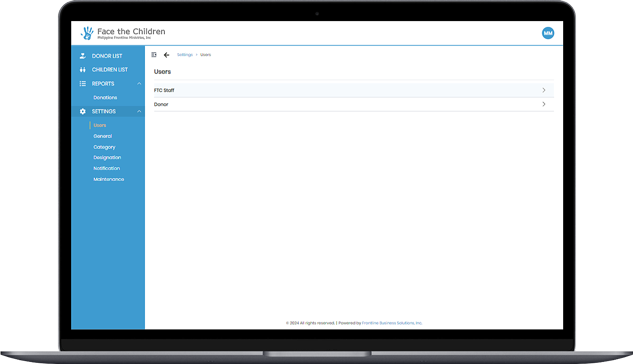 Face the Children
Philippine Frontline Ministries, Inc.
MM
DONOR LIST
CHILDREN LIST
REPORTS
Donations
SETTINGS
Users
General
Category
Designation
Notification
Maintenance
Settings / Users
Users
FTC Staff
Donor
© 2024 All rights reserved. | Powered by Frontline Business Solutions, Inc.